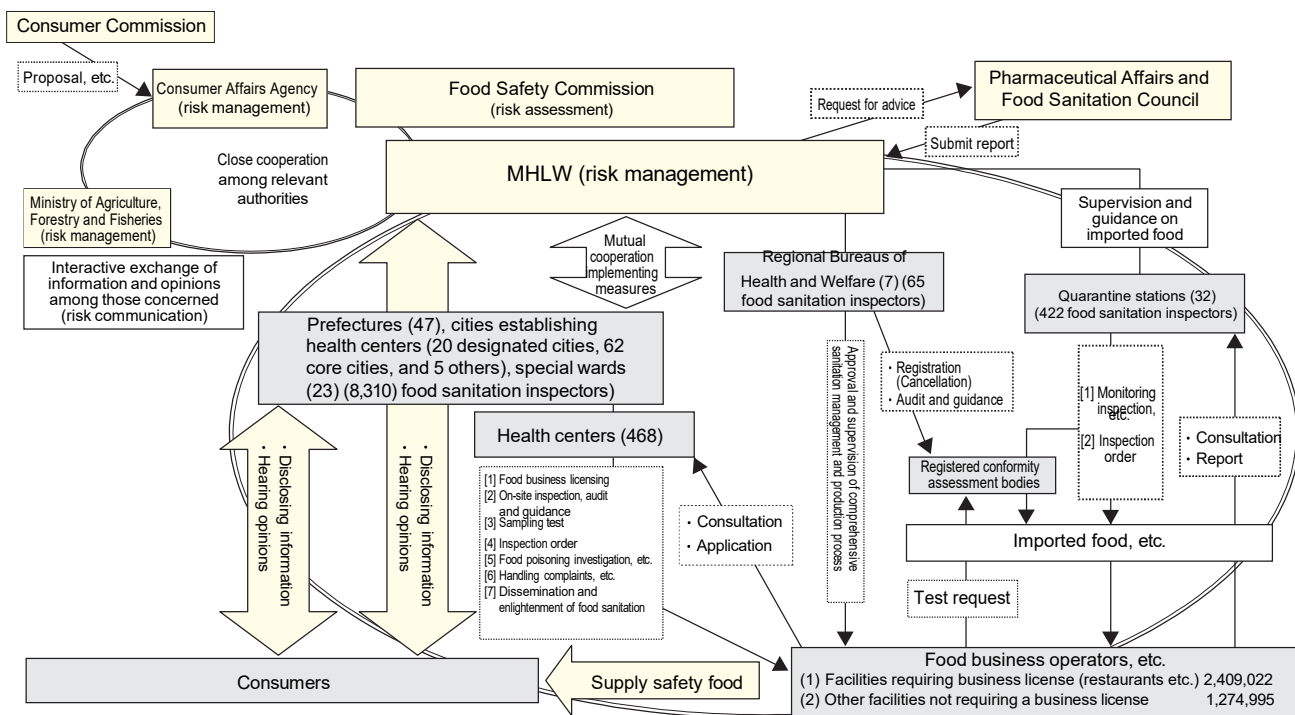 Consumer Commission
Proposal, etc.
Consumer Affairs Agency
(risk management)
Food Safety Commission
(risk assessment)
Request for advice
Pharmaceutical Affairs and
Food Sanitation Council
Submit report
Close cooperation
among relevant
authorities
MHLW (risk management)
Ministry of Agriculture,
Forestry and Fisheries
(risk management)
Supervision and
guidance on
imported food
Interactive exchange of
information and opinions
among those concerned
(risk communication)
Mutual
cooperation
implementing
measures
Regional Bureaus of
Health and Welfare (7) (65
food sanitation inspectors)
Quarantine stations (32)
(422 food sanitation inspectors)
Prefectures (47), cities establishing
health centers (20 designated cities, 62
core cities, and 5 others), special wards
(23) (8,310) food sanitation inspectors)
Health centers (468)
・Disclosing information
・Hearing opinions
・Disclosing information
・Hearing opinions
[1] Food business licensing
[2] On-site inspection, audit
and guidance
[3] Sampling test
[4] Inspection order
[5] Food poisoning investigation, etc.
[6] Handling complaints, etc.
[7] Dissemination and
enlightenment of food sanitation
・Consultation
・Application
Approval and supervision of comprehensive
sanitation management and production process
・Registration
(Cancellation)
・Audit and guidance
Registered conformity
assessment bodies
[1] Monitoring
inspection,
etc.
[2] Inspection
order
・Consultation
・Report
Imported food, etc.
Test request
Consumers
Supply safety food
Food business operators, etc.
(1) Facilities requiring business license (restaurants etc.) 2,409,022
(2) Other facilities not requiring a business license 1,274,995